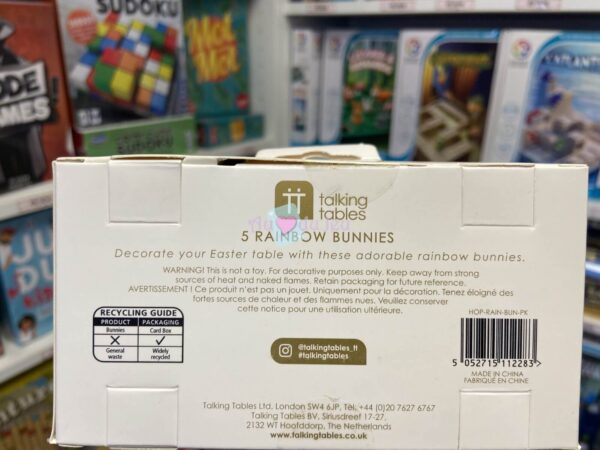 SUDOKU
SUDOKU
talking
tables
5 RAINBOW BUNNIES
Decorate your Easter table with these adorable rainbow bunnies.
WARNING! This is not a toy. For decorative purposes only. Keep away from strong
sources of heat and naked flames. Retain packaging for future reference.
AVERTISSEMENT ! Ce produit n'est pas un jouet. Uniquement pour la décoration. Tenez éloigné des
fortes sources de chaleur et des flammes nues. Veuillez conserver
cette notice pour une utilisation ultérieure.
RECYCLING GUIDE
PRODUCT PACKAGING
Bunnies Card Box
General waste Widely recycled
@talkingtables_tt
#talkingtables
HOP-RAIN-BUN-PK
5 052715 112283 >
MADE IN CHINA
FABRIQUÉ EN CHINE
Talking Tables Ltd, London SW4 6JP, Tel. +44 (0)20 7627 6767
Talking Tables BV, Siriusdreef 17-27,
2132 WT Hoofddorp, The Netherlands
www.talkingtables.co.uk